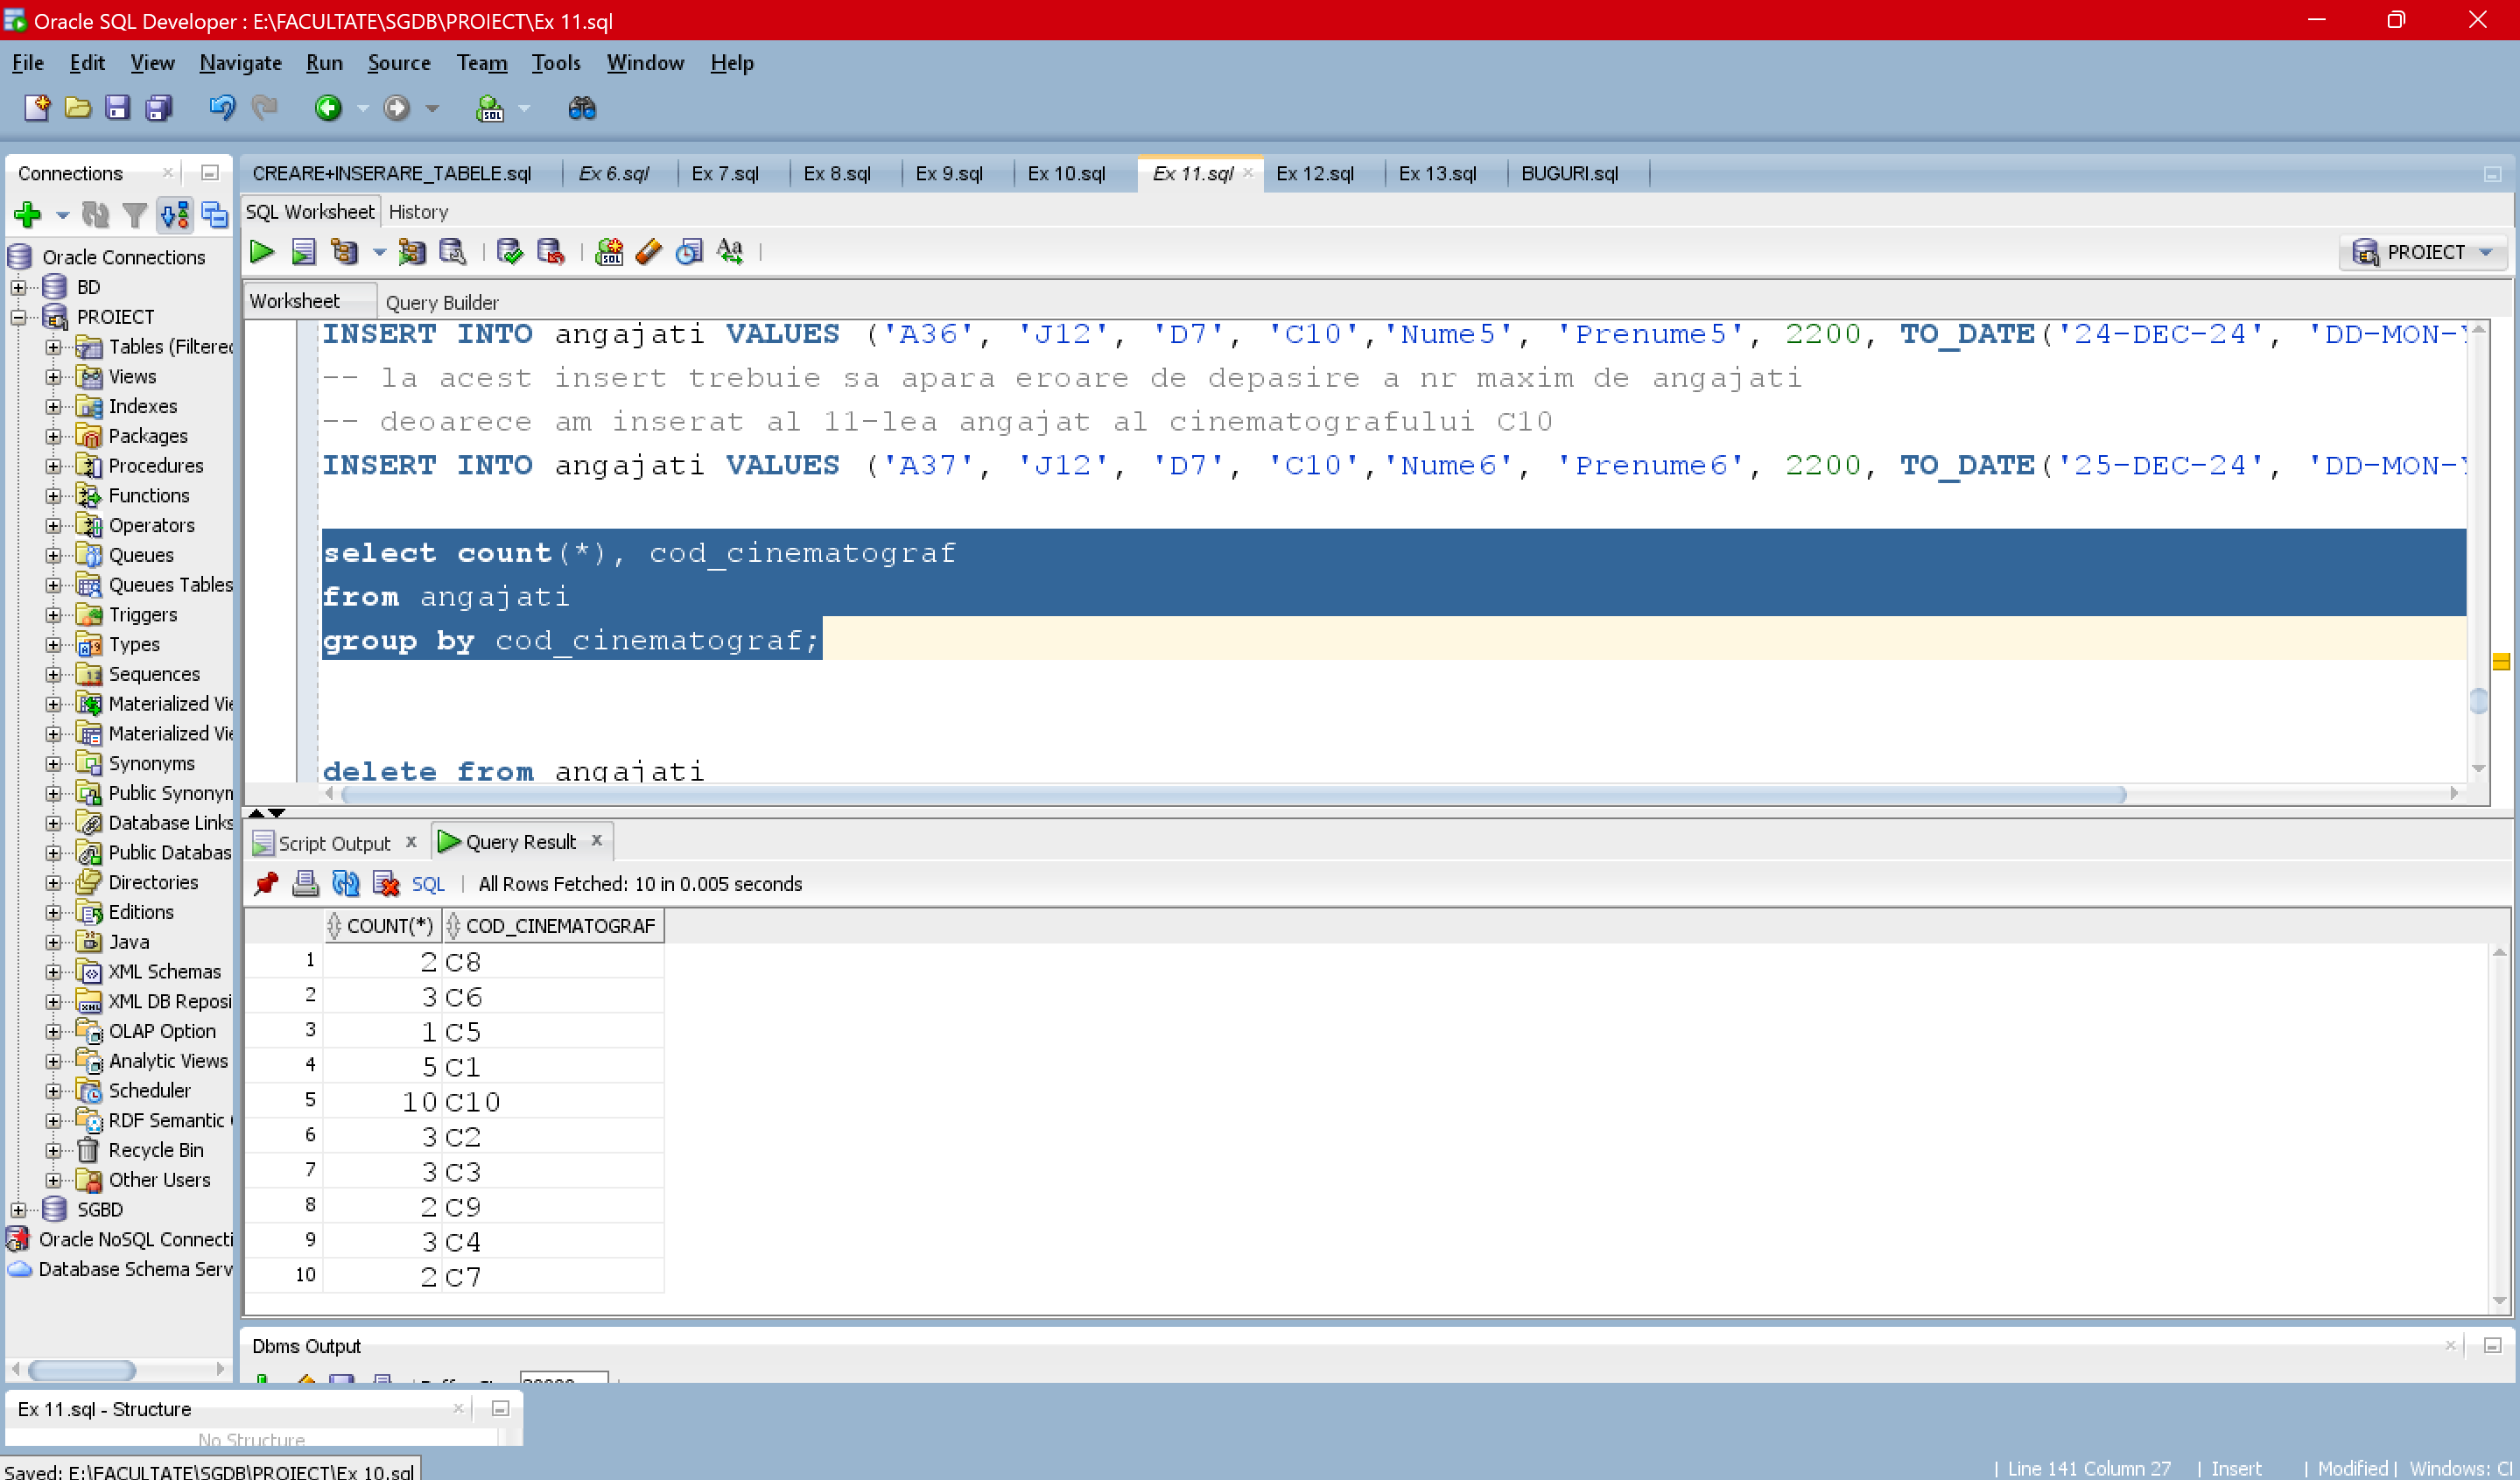 Oracle SQL Developer : E:\FACULTATE\SGDB\PROIECT\Ex 11.sql
File Edit View Navigate Run Source Team Tools Window Help
Connections
CREARE+INSERARE_TABELE.sql Ex 6.sql Ex 7.sql Ex 8.sql Ex 9.sql Ex 10.sql Ex 11.sql Ex 12.sql Ex 13.sql BUGURI.sql
SQL Worksheet History
PROIECT
Worksheet Query Builder
Oracle Connections
BD
PROIECT
Tables (Filtered
Views
Indexes
Packages
Procedures
Functions
Operators
Queues
Queues Tables
Triggers
Types
Sequences
Materialized Vie
Materialized Vie
Synonyms
Public Synonym
Database Links
Public Databas
Directories
Editions
Java
XML Schemas
XML DB Reposi
OLAP Option
Analytic Views
Scheduler
RDF Semantic
Recycle Bin
Other Users
SGBD
Oracle NoSQL Connecti
Database Schema Serv
INSERT INTO angajati VALUES ('A36', 'J12', 'D7', 'C10','Nume5', 'Prenume5', 2200, TO_DATE('24-DEC-24', 'DD-MON-Y
-- la acest insert trebuie sa apara eroare de depasire a nr maxim de angajati
-- deoarece am inserat al 11-lea angajat al cinematografului C10
INSERT INTO angajati VALUES ('A37', 'J12', 'D7', 'C10','Nume6', 'Prenume6', 2200, TO_DATE('25-DEC-24', 'DD-MON-Y
select count(*), cod_cinematograf
from angajati
group by cod_cinematograf;
delete from angajati
Script Output x Query Result x
SQL | All Rows Fetched: 10 in 0.005 seconds
COUNT(*) COD_CINEMATOGRAF
1 2 C8
2 3 C6
3 1 C5
4 5 C1
5 10 C10
6 3 C2
7 3 C3
8 2 C9
9 3 C4
10 2 C7
Dbms Output
Ex 11.sql - Structure
No Structure
Saved: E:\FACULTATE\SGDB\PROIECT\Ex 10.sql
| Line 141 Column 27 | Insert | Modified | Windows: Cl